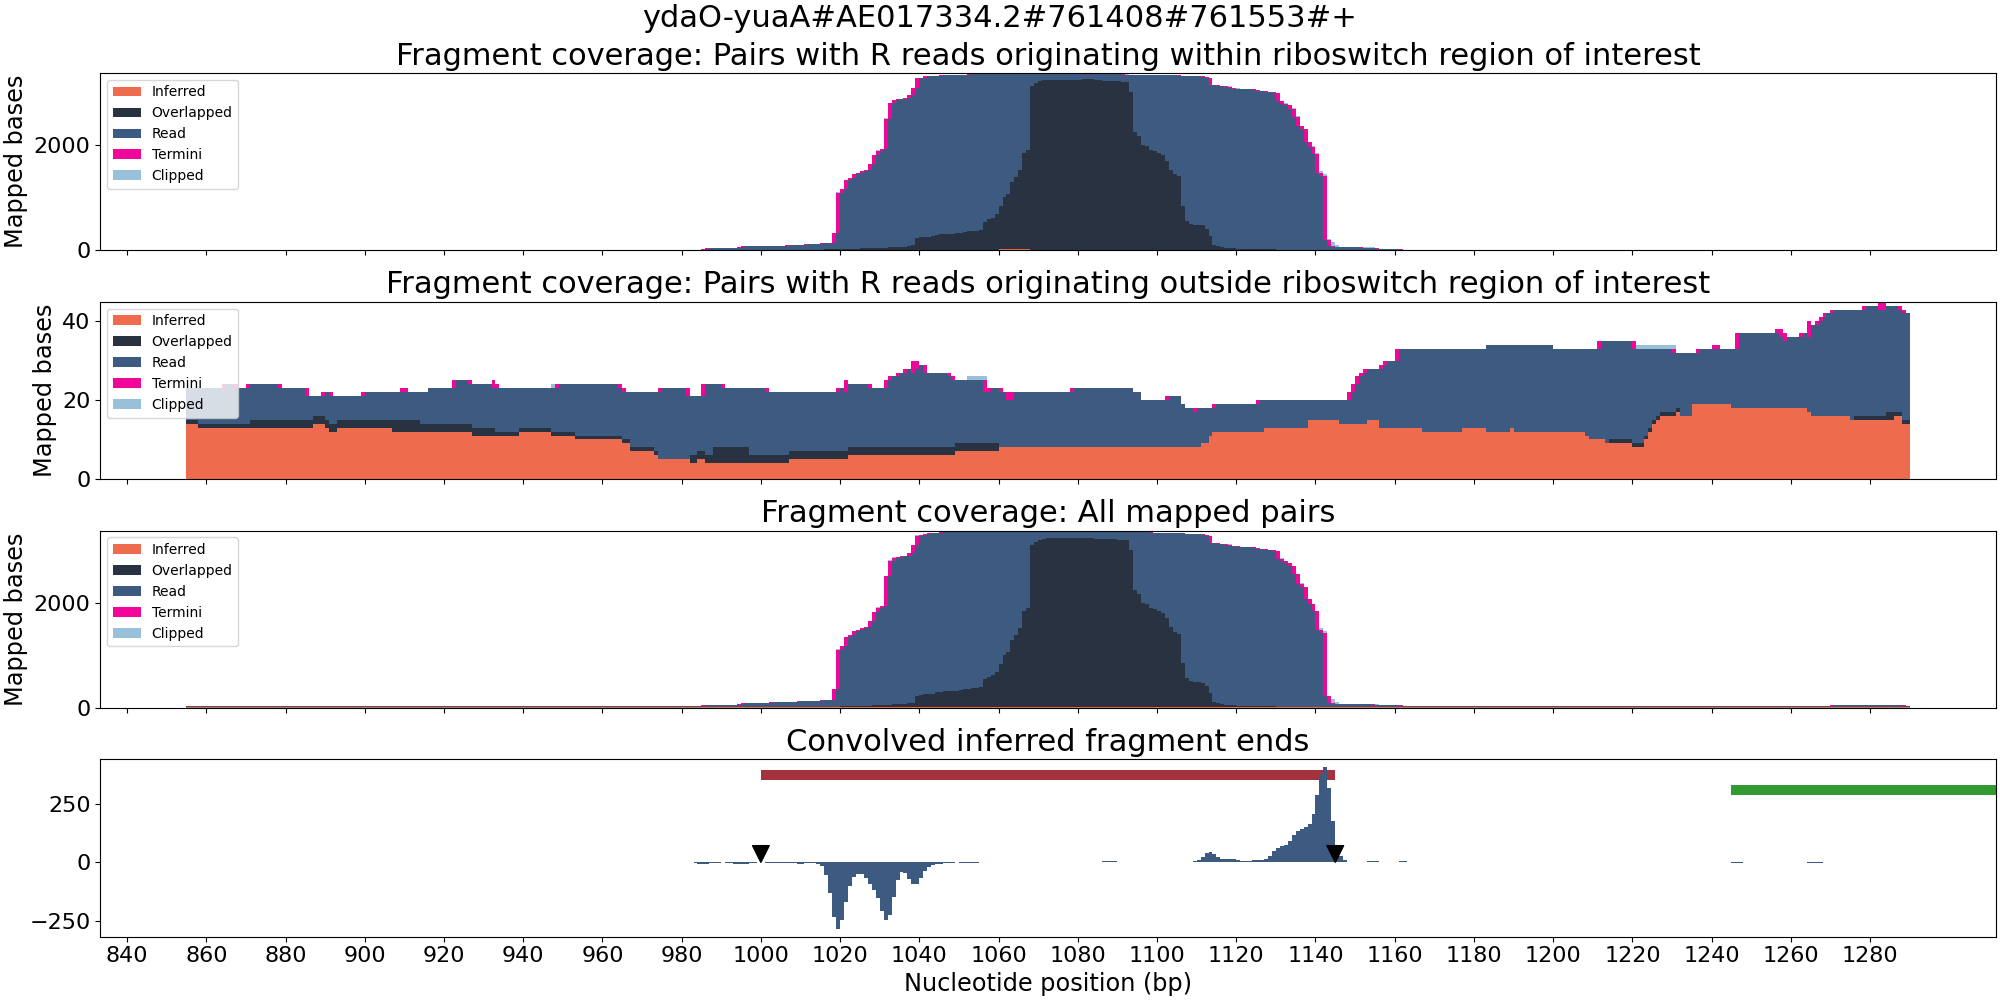 ydaO-yuaA#AE017334.2#761408#761553#+
Fragment coverage: Pairs with R reads originating within riboswitch region of interest
Mapped bases
2000
0
Inferred
Overlapped
Read
Termini
Clipped
Fragment coverage: Pairs with R reads originating outside riboswitch region of interest
Mapped bases
40
20
0
Inferred
Overlapped
Read
Termini
Clipped
Fragment coverage: All mapped pairs
Mapped bases
2000
0
Inferred
Overlapped
Read
Termini
Clipped
Convolved inferred fragment ends
250
0
−250
840 860 880 900 920 940 960 980 1000 1020 1040 1060 1080 1100 1120 1140 1160 1180 1200 1220 1240 1260 1280
Nucleotide position (bp)